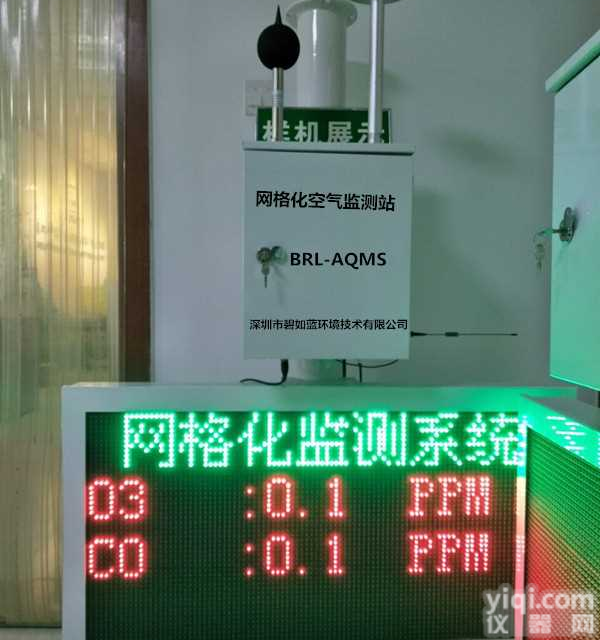 样机展示
网格化空气监测站
BRL-AQMS
深圳市碧如蓝环境技术有限公司
网格化监测系统
O3 :0.1 PPM
CO :0.1 PPM
yiqi.com
仪器网